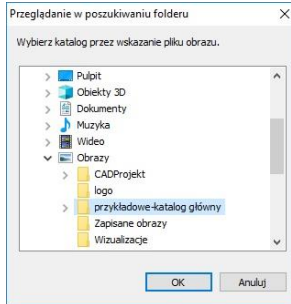 Przeglądanie w poszukiwaniu folderu
Wybierz katalog przez wskazanie pliku obrazu.
Pulpit
Obiekty 3D
Dokumenty
Muzyka
Wideo
Obrazy
CADProjekt
logo
przykładowe-katalog główny
Zapisane obrazy
Wizualizacje
OK Anuluj